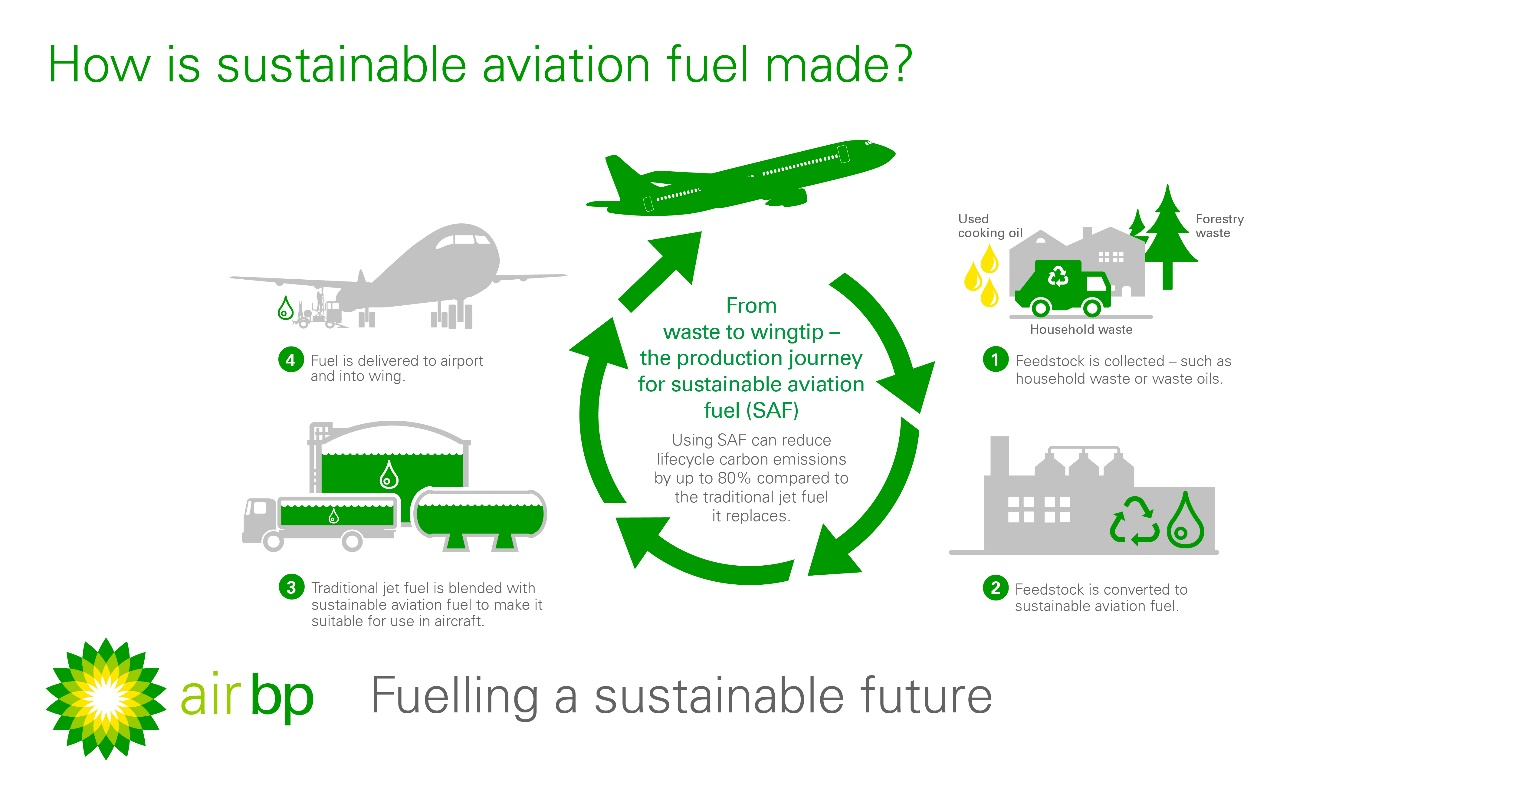 How is sustainable aviation fuel made?
Used
cooking oil
Forestry
waste
Household waste
1 Feedstock is collected – such as
household waste or waste oils.
2 Feedstock is converted to
sustainable aviation fuel.
3 Traditional jet fuel is blended with
sustainable aviation fuel to make it
suitable for use in aircraft.
4 Fuel is delivered to airport
and into wing.
From
waste to wingtip –
the production journey
for sustainable aviation
fuel (SAF)
Using SAF can reduce
lifecycle carbon emissions
by up to 80% compared to
the traditional jet fuel
it replaces.
air bp
Fuelling a sustainable future